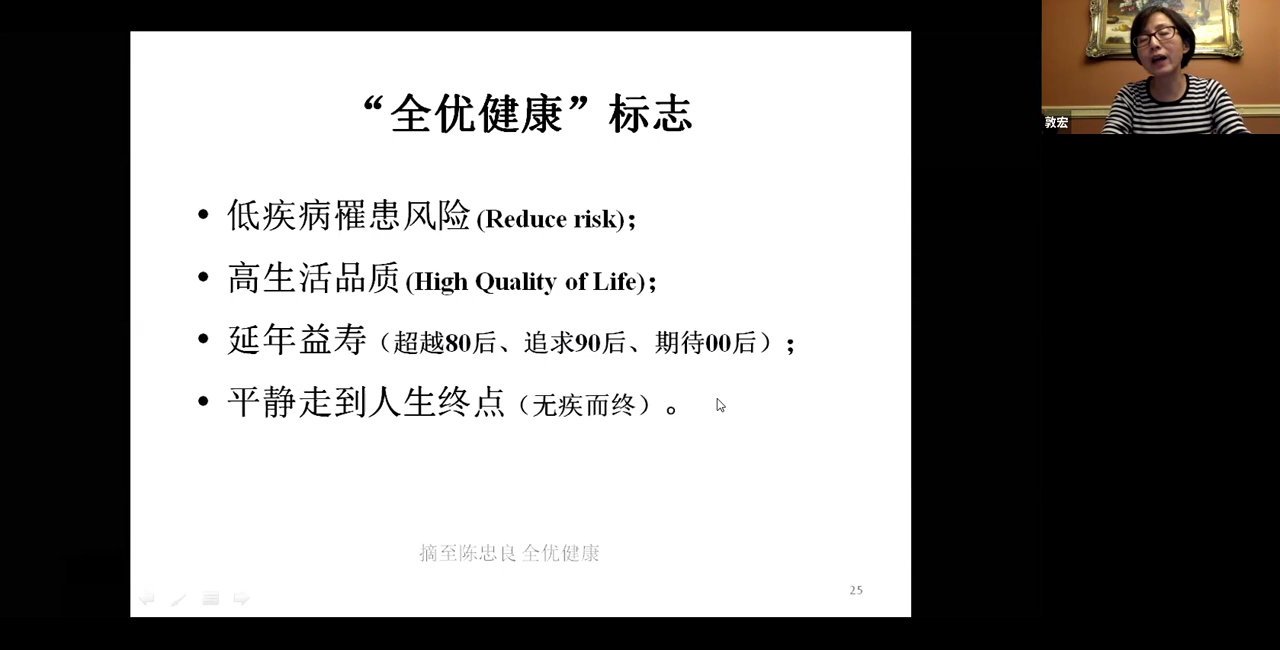 “全优健康”标志
• 低疾病罹患风险(Reduce risk)；
• 高生活品质(High Quality of Life)；
• 延年益寿（超越80后、追求90后、期待00后）；
• 平静走到人生终点（无疾而终）。
摘至陈忠良 全优健康
25
敦宏